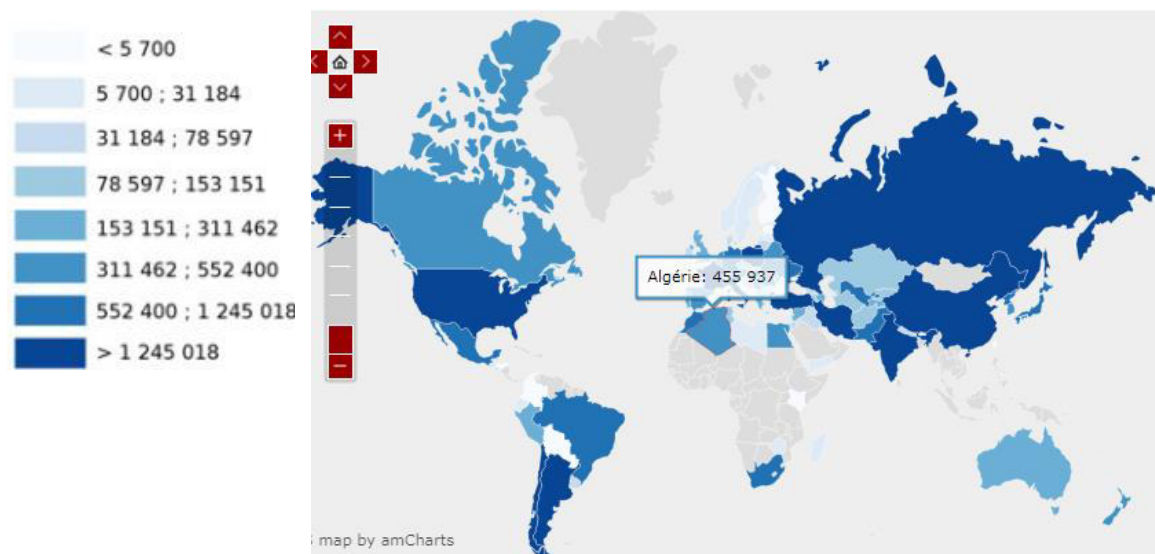 < 5 700
5 700 ; 31 184
31 184 ; 78 597
78 597 ; 153 151
153 151 ; 311 462
311 462 ; 552 400
552 400 ; 1 245 018
> 1 245 018
Algérie: 455 937
map by amCharts